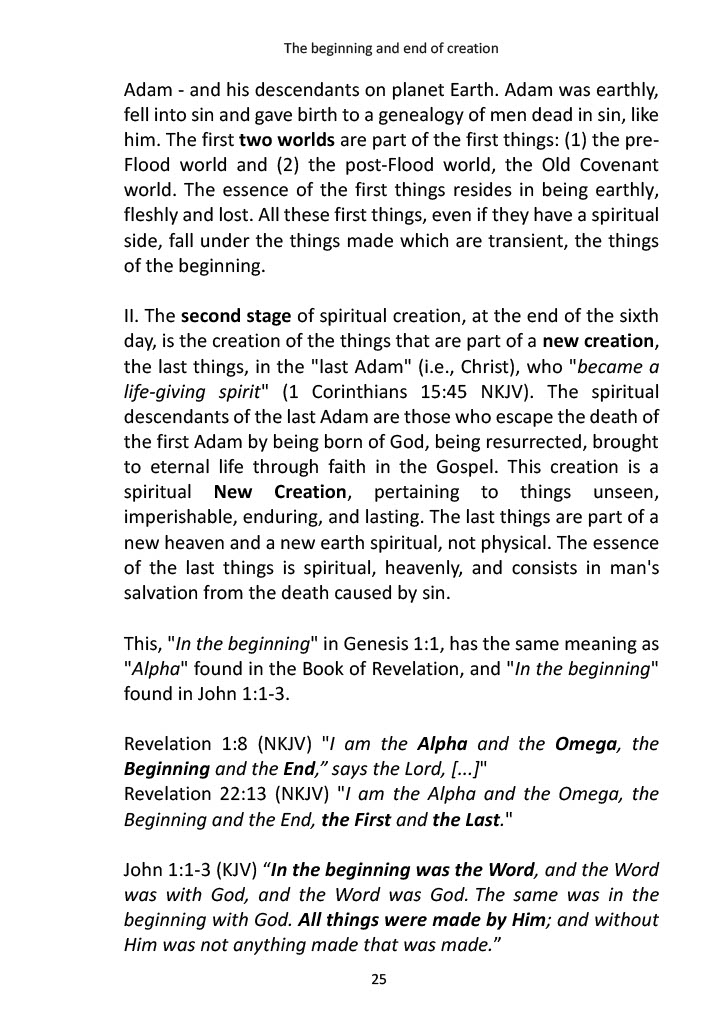 The beginning and end of creation
Adam - and his descendants on planet Earth. Adam was earthly,
fell into sin and gave birth to a genealogy of men dead in sin, like
him. The first two worlds are part of the first things: (1) the pre-
Flood world and (2) the post-Flood world, the Old Covenant
world. The essence of the first things resides in being earthly,
fleshly and lost. All these first things, even if they have a spiritual
side, fall under the things made which are transient, the things
of the beginning.
II. The second stage of spiritual creation, at the end of the sixth
day, is the creation of the things that are part of a new creation,
the last things, in the "last Adam" (i.e., Christ), who "became a
life-giving spirit" (1 Corinthians 15:45 NKJV). The spiritual
descendants of the last Adam are those who escape the death of
the first Adam by being born of God, being resurrected, brought
to eternal life through faith in the Gospel. This creation is a
spiritual New Creation, pertaining to things unseen,
imperishable, enduring, and lasting. The last things are part of a
new heaven and a new earth spiritual, not physical. The essence
of the last things is spiritual, heavenly, and consists in man's
salvation from the death caused by sin.
This, "In the beginning" in Genesis 1:1, has the same meaning as
"Alpha" found in the Book of Revelation, and "In the beginning"
found in John 1:1-3.
Revelation 1:8 (NKJV) "I am the Alpha and the Omega, the
Beginning and the End,” says the Lord, [...]"
Revelation 22:13 (NKJV) "I am the Alpha and the Omega, the
Beginning and the End, the First and the Last."
John 1:1-3 (KJV) “In the beginning was the Word, and the Word
was with God, and the Word was God. The same was in the
beginning with God. All things were made by Him; and without
Him was not anything made that was made.”
25